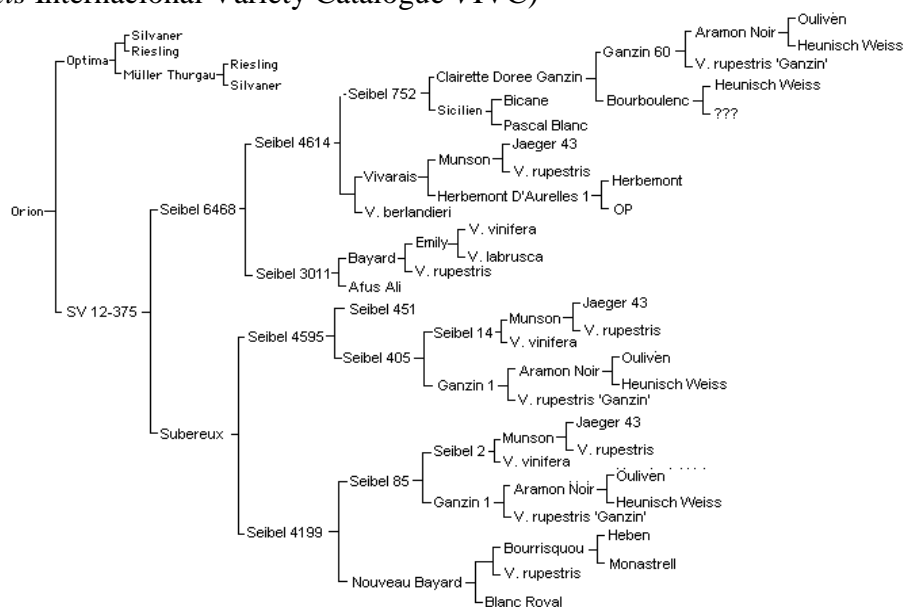 ts Internacional Variety Catalogue VIVC)
Oulivèn
Aramon Noir
Heunisch Weiss
Ganzin 60
V. rupestris 'Ganzin'
Clairette Doree Ganzin
Heunisch Weiss
Bourboulenc
???
Seibel 752
Bicane
Sicilien
Pascal Blanc
Silvaner
Riesling
Optima
Riesling
Müller Thurgau
Silvaner
Seibel 4614
Jaeger 43
Munson
V. rupestris
Vivarais
Herbemont
Herbemont D'Aurelles 1
OP
V. berlandieri
Orion
Seibel 6468
V. vinifera
Emily
V. labrusca
Bayard
V. rupestris
Seibel 3011
Afus Ali
SV 12-375
Seibel 451
Seibel 4595
Jaeger 43
Munson
V. rupestris
Seibel 14
V. vinifera
Seibel 405
Oulivèn
Aramon Noir
Heunisch Weiss
Ganzin 1
V. rupestris 'Ganzin'
Subereux
Jaeger 43
Munson
V. rupestris
Seibel 2
V. vinifera
Seibel 85
Oulivèn
Aramon Noir
Heunisch Weiss
Ganzin 1
V. rupestris 'Ganzin'
Seibel 4199
Heben
Bourrisquou
Monastrell
V. rupestris
Nouveau Bayard
Blanc Royal